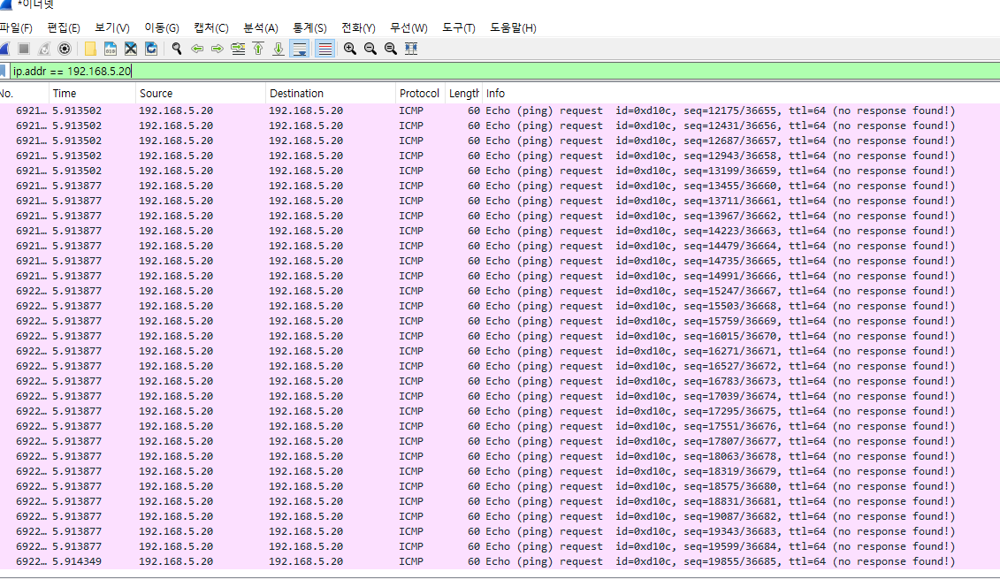 *이너넷
파일(F) 편집(E) 보기(V) 이동(G) 캡처(C) 분석(A) 통계(S) 전화(Y) 무선(W) 도구(T) 도움말(H)
ip.addr == 192.168.5.20
No. Time Source Destination Protocol Length Info
6921… 5.913502 192.168.5.20 192.168.5.20 ICMP 60 Echo (ping) request id=0xd10c, seq=12175/36655, ttl=64 (no response found!)
6921… 5.913502 192.168.5.20 192.168.5.20 ICMP 60 Echo (ping) request id=0xd10c, seq=12431/36656, ttl=64 (no response found!)
6921… 5.913502 192.168.5.20 192.168.5.20 ICMP 60 Echo (ping) request id=0xd10c, seq=12687/36657, ttl=64 (no response found!)
6921… 5.913502 192.168.5.20 192.168.5.20 ICMP 60 Echo (ping) request id=0xd10c, seq=12943/36658, ttl=64 (no response found!)
6921… 5.913502 192.168.5.20 192.168.5.20 ICMP 60 Echo (ping) request id=0xd10c, seq=13199/36659, ttl=64 (no response found!)
6921… 5.913877 192.168.5.20 192.168.5.20 ICMP 60 Echo (ping) request id=0xd10c, seq=13455/36660, ttl=64 (no response found!)
6921… 5.913877 192.168.5.20 192.168.5.20 ICMP 60 Echo (ping) request id=0xd10c, seq=13711/36661, ttl=64 (no response found!)
6921… 5.913877 192.168.5.20 192.168.5.20 ICMP 60 Echo (ping) request id=0xd10c, seq=13967/36662, ttl=64 (no response found!)
6921… 5.913877 192.168.5.20 192.168.5.20 ICMP 60 Echo (ping) request id=0xd10c, seq=14223/36663, ttl=64 (no response found!)
6921… 5.913877 192.168.5.20 192.168.5.20 ICMP 60 Echo (ping) request id=0xd10c, seq=14479/36664, ttl=64 (no response found!)
6921… 5.913877 192.168.5.20 192.168.5.20 ICMP 60 Echo (ping) request id=0xd10c, seq=14735/36665, ttl=64 (no response found!)
6921… 5.913877 192.168.5.20 192.168.5.20 ICMP 60 Echo (ping) request id=0xd10c, seq=14991/36666, ttl=64 (no response found!)
6922… 5.913877 192.168.5.20 192.168.5.20 ICMP 60 Echo (ping) request id=0xd10c, seq=15247/36667, ttl=64 (no response found!)
6922… 5.913877 192.168.5.20 192.168.5.20 ICMP 60 Echo (ping) request id=0xd10c, seq=15503/36668, ttl=64 (no response found!)
6922… 5.913877 192.168.5.20 192.168.5.20 ICMP 60 Echo (ping) request id=0xd10c, seq=15759/36669, ttl=64 (no response found!)
6922… 5.913877 192.168.5.20 192.168.5.20 ICMP 60 Echo (ping) request id=0xd10c, seq=16015/36670, ttl=64 (no response found!)
6922… 5.913877 192.168.5.20 192.168.5.20 ICMP 60 Echo (ping) request id=0xd10c, seq=16271/36671, ttl=64 (no response found!)
6922… 5.913877 192.168.5.20 192.168.5.20 ICMP 60 Echo (ping) request id=0xd10c, seq=16527/36672, ttl=64 (no response found!)
6922… 5.913877 192.168.5.20 192.168.5.20 ICMP 60 Echo (ping) request id=0xd10c, seq=16783/36673, ttl=64 (no response found!)
6922… 5.913877 192.168.5.20 192.168.5.20 ICMP 60 Echo (ping) request id=0xd10c, seq=17039/36674, ttl=64 (no response found!)
6922… 5.913877 192.168.5.20 192.168.5.20 ICMP 60 Echo (ping) request id=0xd10c, seq=17295/36675, ttl=64 (no response found!)
6922… 5.913877 192.168.5.20 192.168.5.20 ICMP 60 Echo (ping) request id=0xd10c, seq=17551/36676, ttl=64 (no response found!)
6922… 5.913877 192.168.5.20 192.168.5.20 ICMP 60 Echo (ping) request id=0xd10c, seq=17807/36677, ttl=64 (no response found!)
6922… 5.913877 192.168.5.20 192.168.5.20 ICMP 60 Echo (ping) request id=0xd10c, seq=18063/36678, ttl=64 (no response found!)
6922… 5.913877 192.168.5.20 192.168.5.20 ICMP 60 Echo (ping) request id=0xd10c, seq=18319/36679, ttl=64 (no response found!)
6922… 5.913877 192.168.5.20 192.168.5.20 ICMP 60 Echo (ping) request id=0xd10c, seq=18575/36680, ttl=64 (no response found!)
6922… 5.913877 192.168.5.20 192.168.5.20 ICMP 60 Echo (ping) request id=0xd10c, seq=18831/36681, ttl=64 (no response found!)
6922… 5.913877 192.168.5.20 192.168.5.20 ICMP 60 Echo (ping) request id=0xd10c, seq=19087/36682, ttl=64 (no response found!)
6922… 5.913877 192.168.5.20 192.168.5.20 ICMP 60 Echo (ping) request id=0xd10c, seq=19343/36683, ttl=64 (no response found!)
6922… 5.913877 192.168.5.20 192.168.5.20 ICMP 60 Echo (ping) request id=0xd10c, seq=19599/36684, ttl=64 (no response found!)
6922… 5.914349 192.168.5.20 192.168.5.20 ICMP 60 Echo (ping) request id=0xd10c, seq=19855/36685, ttl=64 (no response found!)